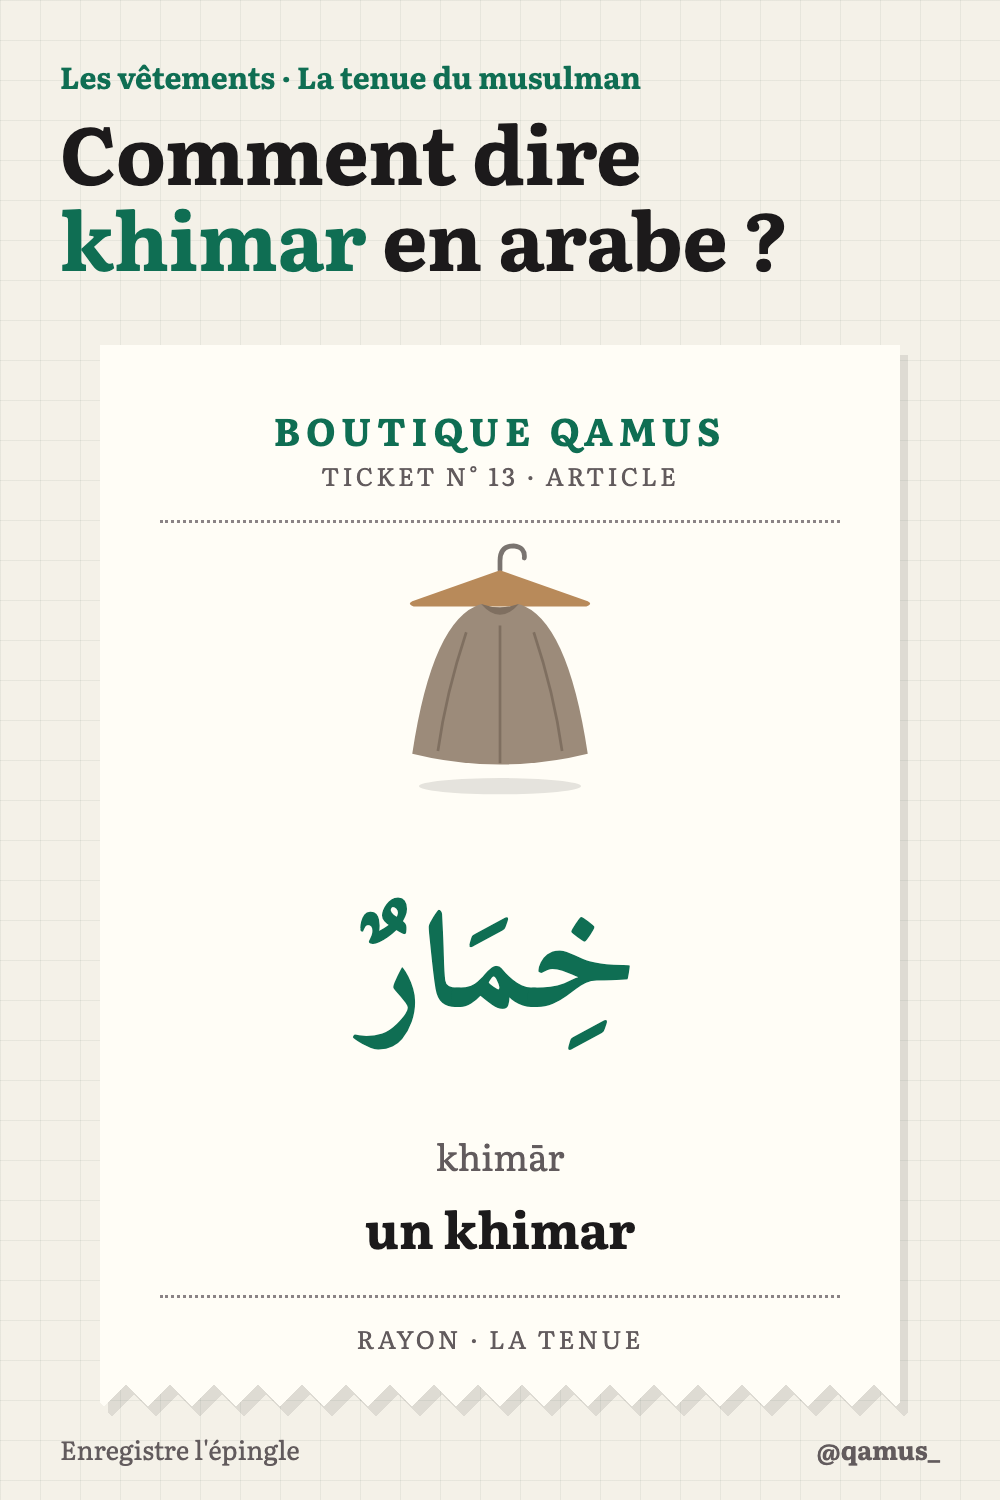 Les vêtements · La tenue du musulman
Comment dire
khimar en arabe ?
BOUTIQUE QAMUS
TICKET N° 13 · ARTICLE
خِمَارٌ
khimār
un khimar
RAYON · LA TENUE
Enregistre l'épingle
@qamus_